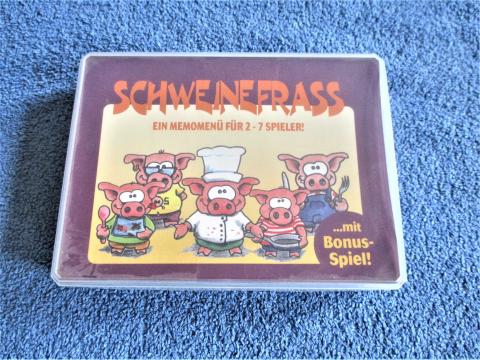 SCHWEINEFRASS
EIN MEMOMENÜ FÜR 2 - 7 SPIELER!
...mit
Bonus-
Spiel!